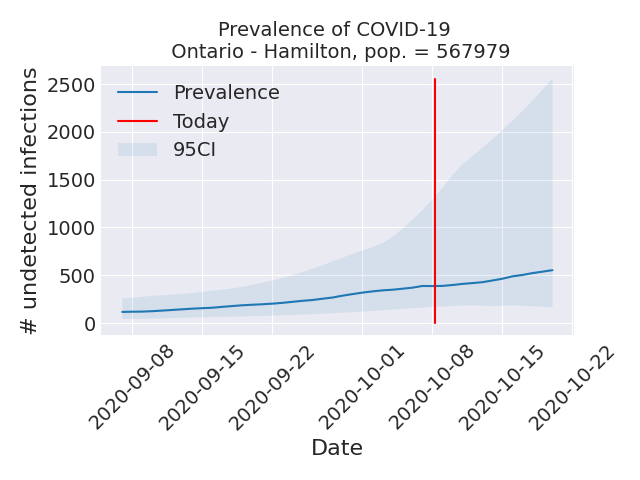 Prevalence of COVID-19
Ontario - Hamilton, pop. = 567979
# undetected infections
2500
2000
1500
1000
500
0
Prevalence
Today
95CI
2020-09-08
2020-09-15
2020-09-22
2020-10-01
2020-10-08
2020-10-15
2020-10-22
Date